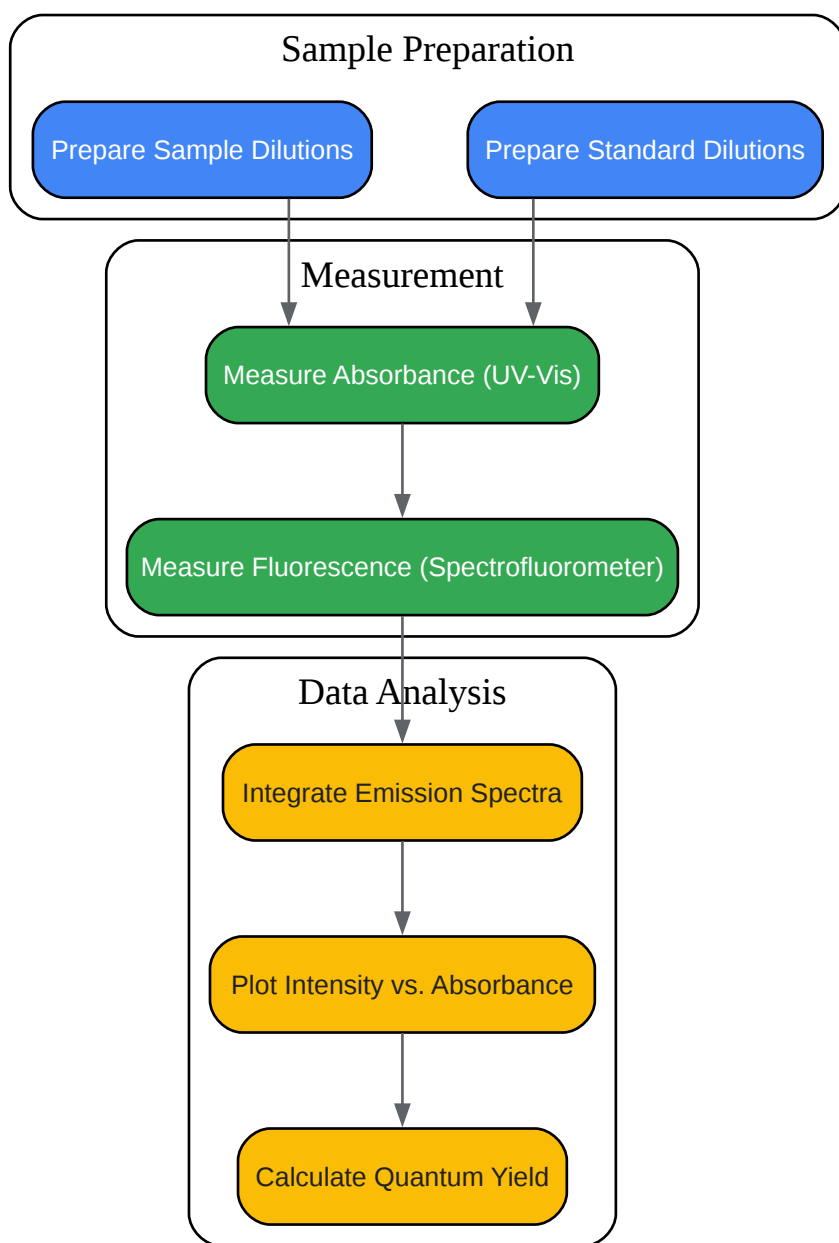 Sample Preparation
Prepare Sample Dilutions
Prepare Standard Dilutions
Measurement
Measure Absorbance (UV-Vis)
Measure Fluorescence (Spectrofluorometer)
Data Analysis
Integrate Emission Spectra
Plot Intensity vs. Absorbance
Calculate Quantum Yield